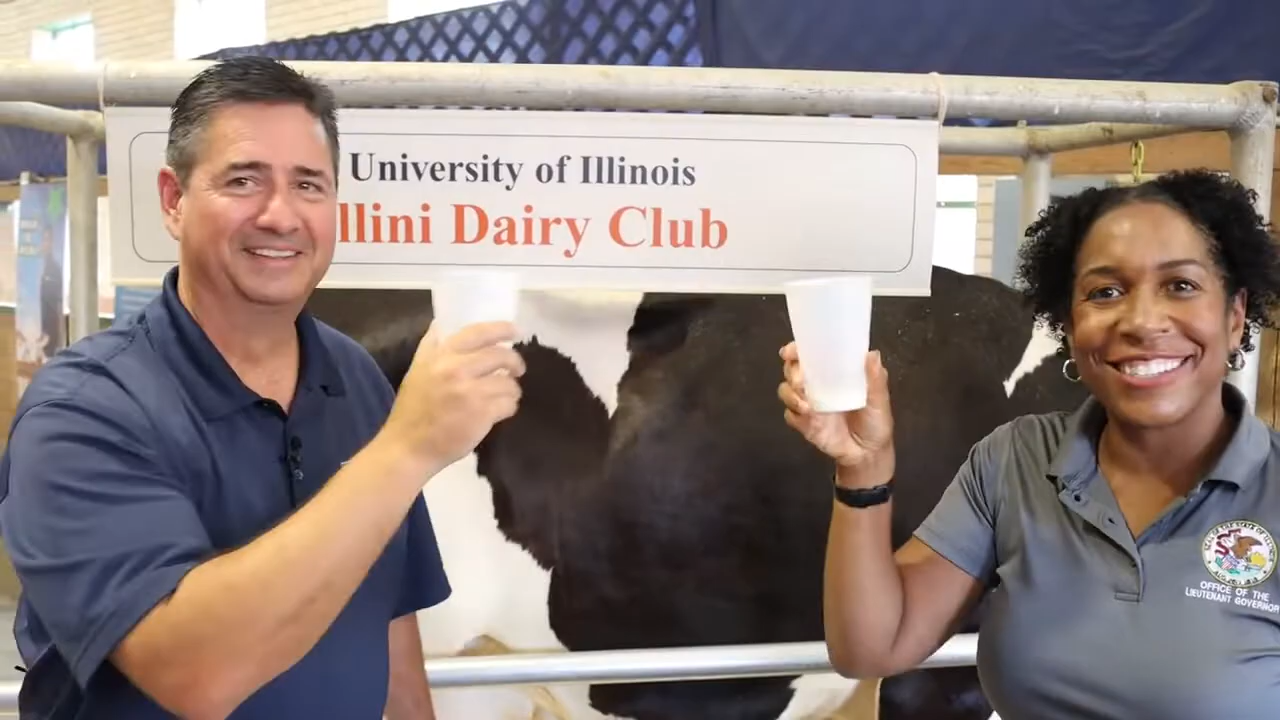 University of Illinois
llini Dairy Club
OFFICE OF THE
LIEUTENANT GOVERNOR